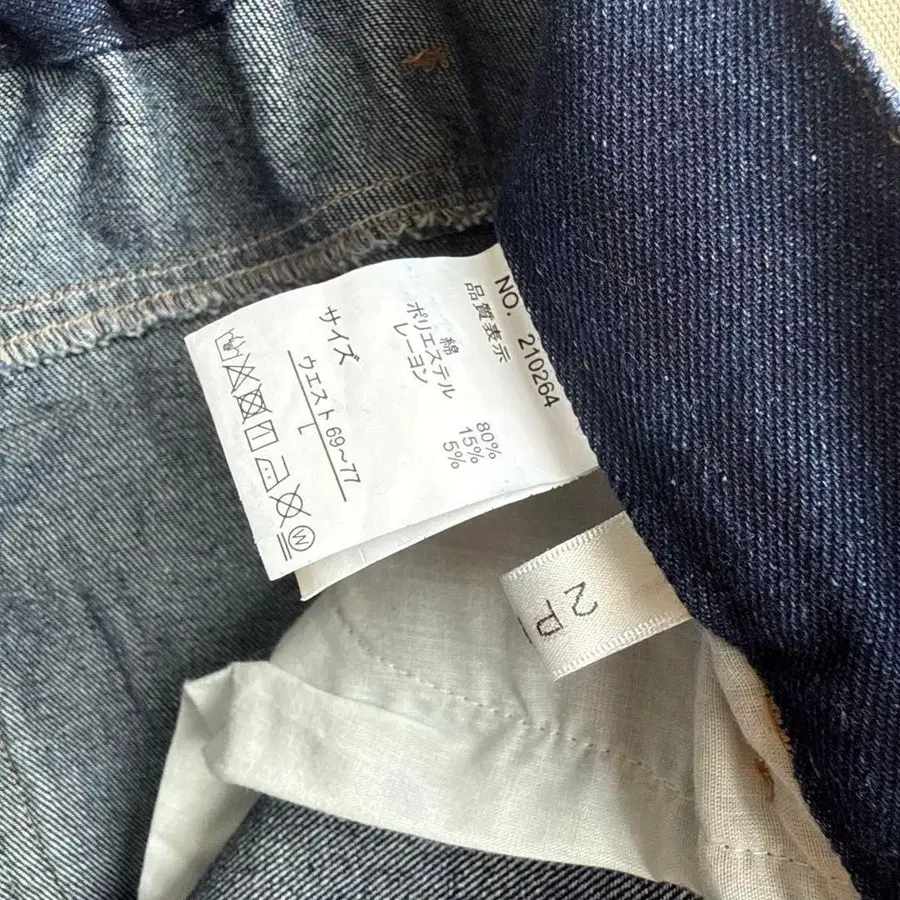 NO. 210264
品質表示
綿 80%
ポリエステル 15%
レーヨン 5%
サイズ
ウエスト 69〜77
L
W
2